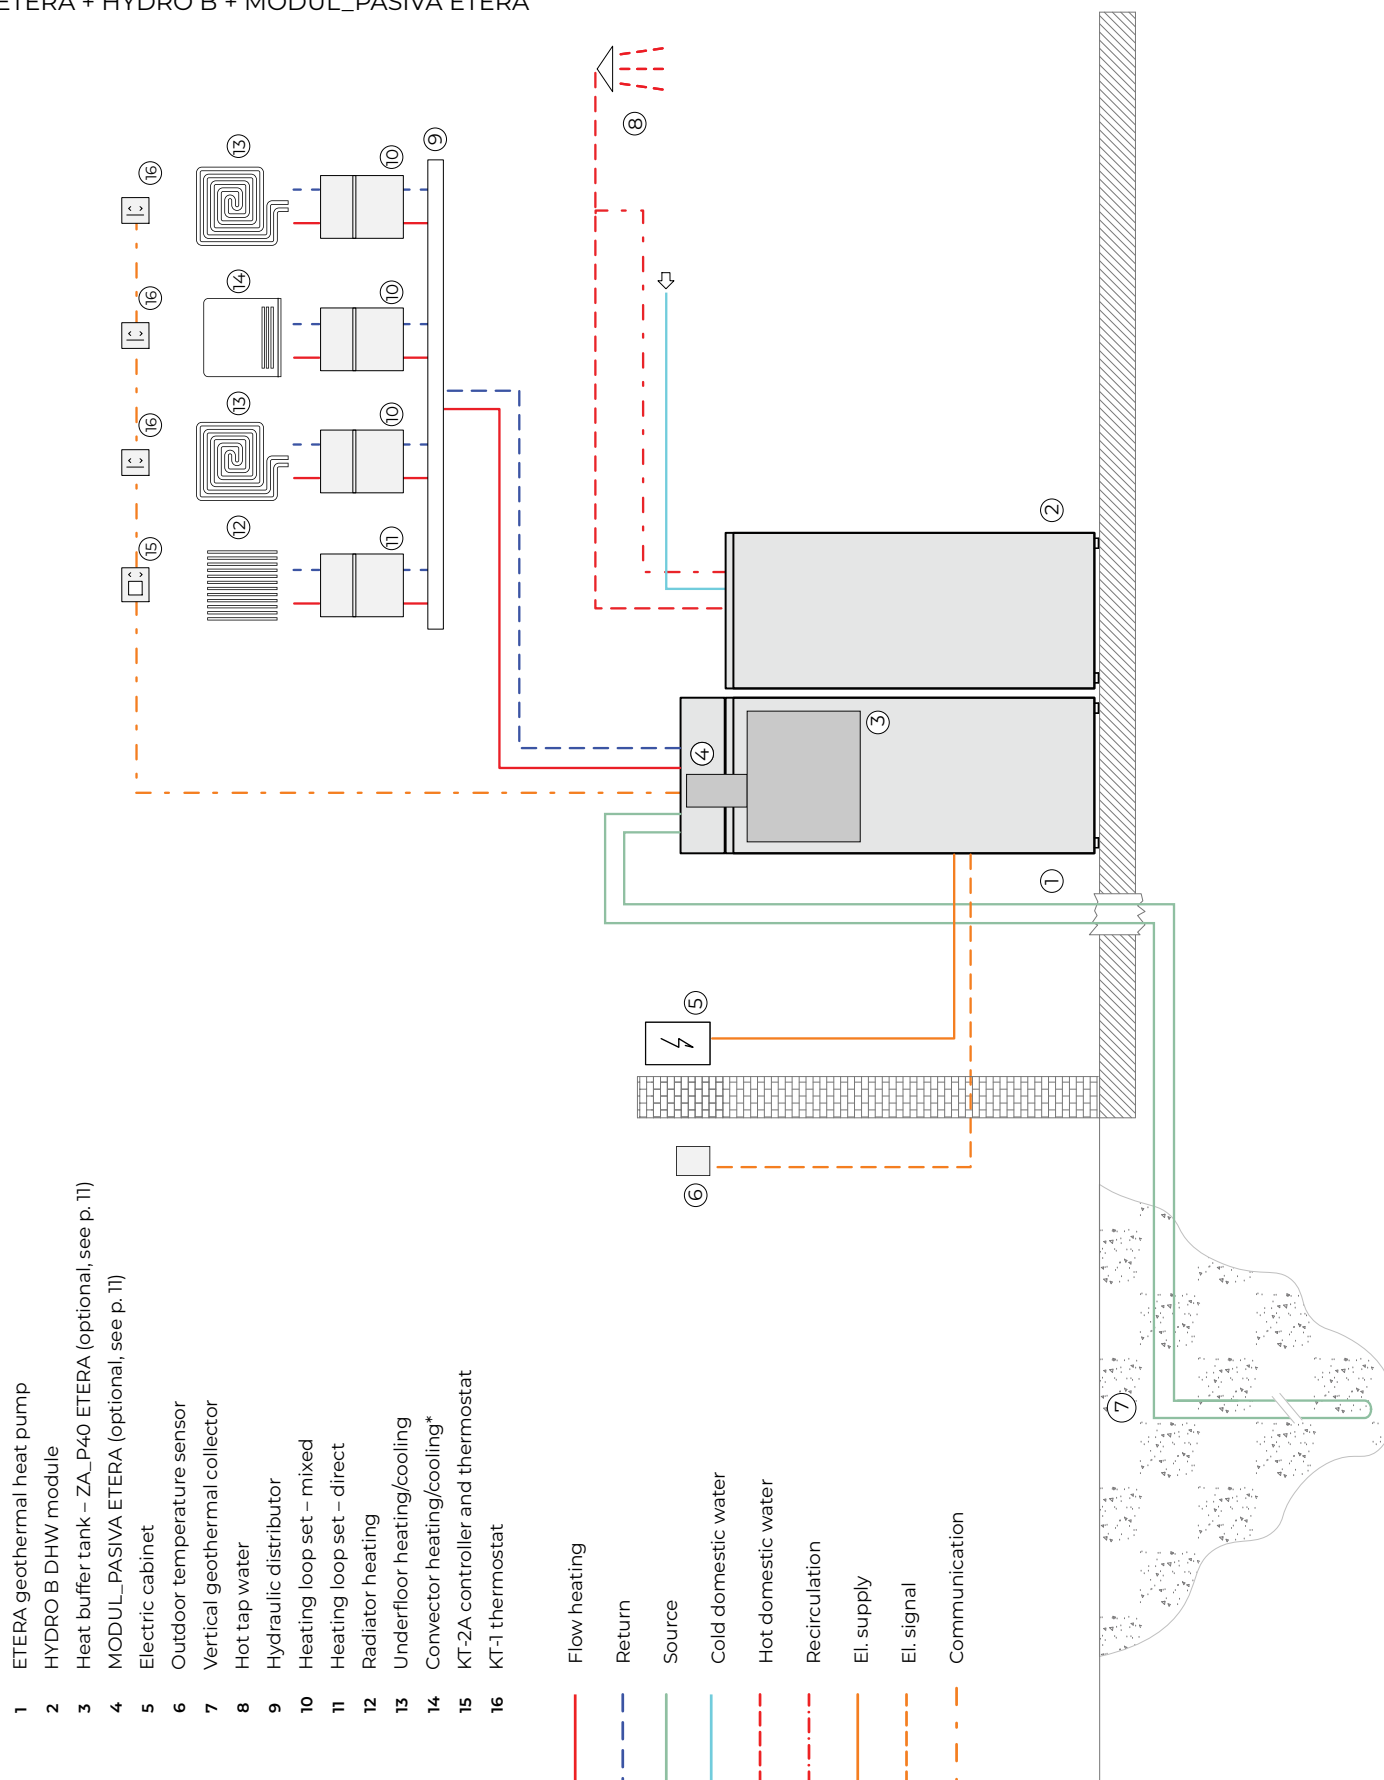 ETERA + HYDRO B + MODUL_PASIVA ETERA
1 ETERA geothermal heat pump
2 HYDRO B DHW module
3 Heat buffer tank – ZA_P40 ETERA (optional, see p. 11)
4 MODUL_PASIVA ETERA (optional, see p. 11)
5 Electric cabinet
6 Outdoor temperature sensor
7 Vertical geothermal collector
8 Hot tap water
9 Hydraulic distributor
10 Heating loop set – mixed
11 Heating loop set – direct
12 Radiator heating
13 Underfloor heating/cooling
14 Convector heating/cooling*
15 KT-2A controller and thermostat
16 KT-1 thermostat
Flow heating
Return
Source
Cold domestic water
Hot domestic water
Recirculation
El. supply
El. signal
Communication
15
16
16
16
12
13
14
13
11
10
10
10
9
8
6
5
4
3
1
2
7